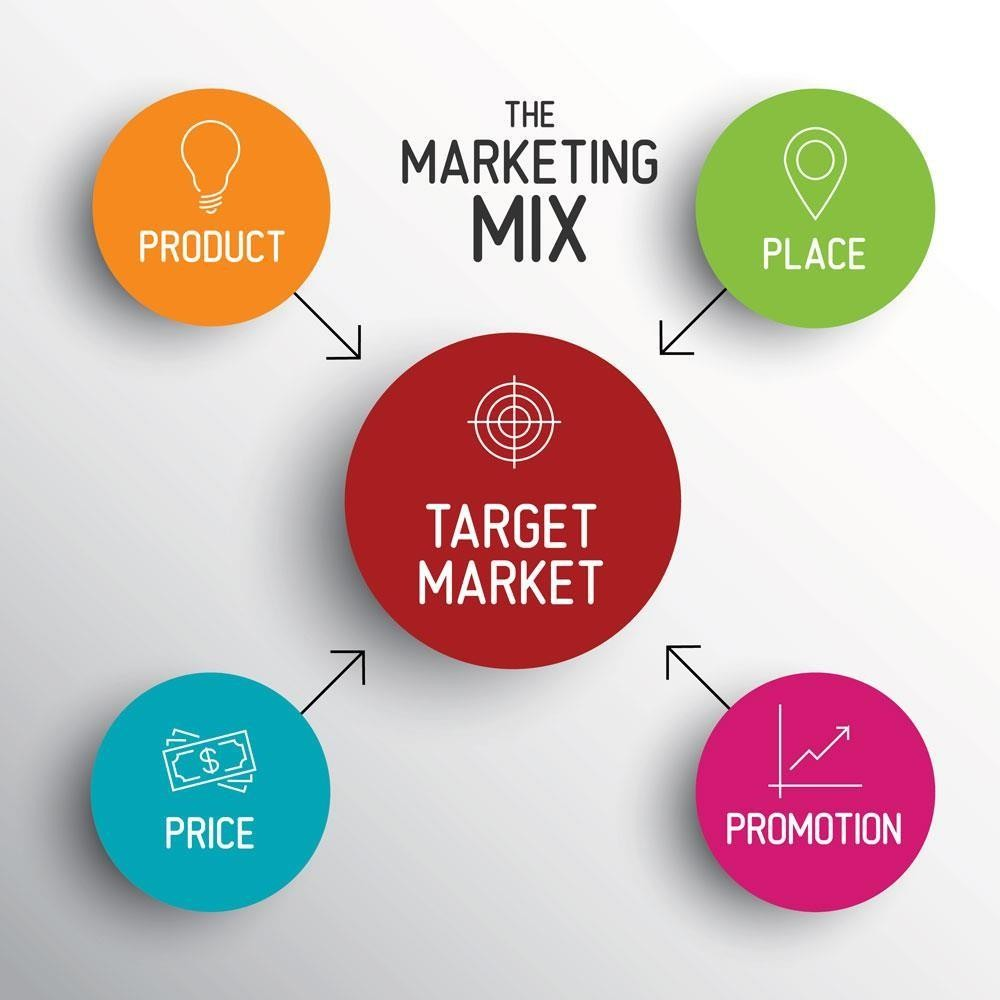 THE
MARKETING
MIX
PRODUCT
PLACE
TARGET
MARKET
$
PRICE
PROMOTION